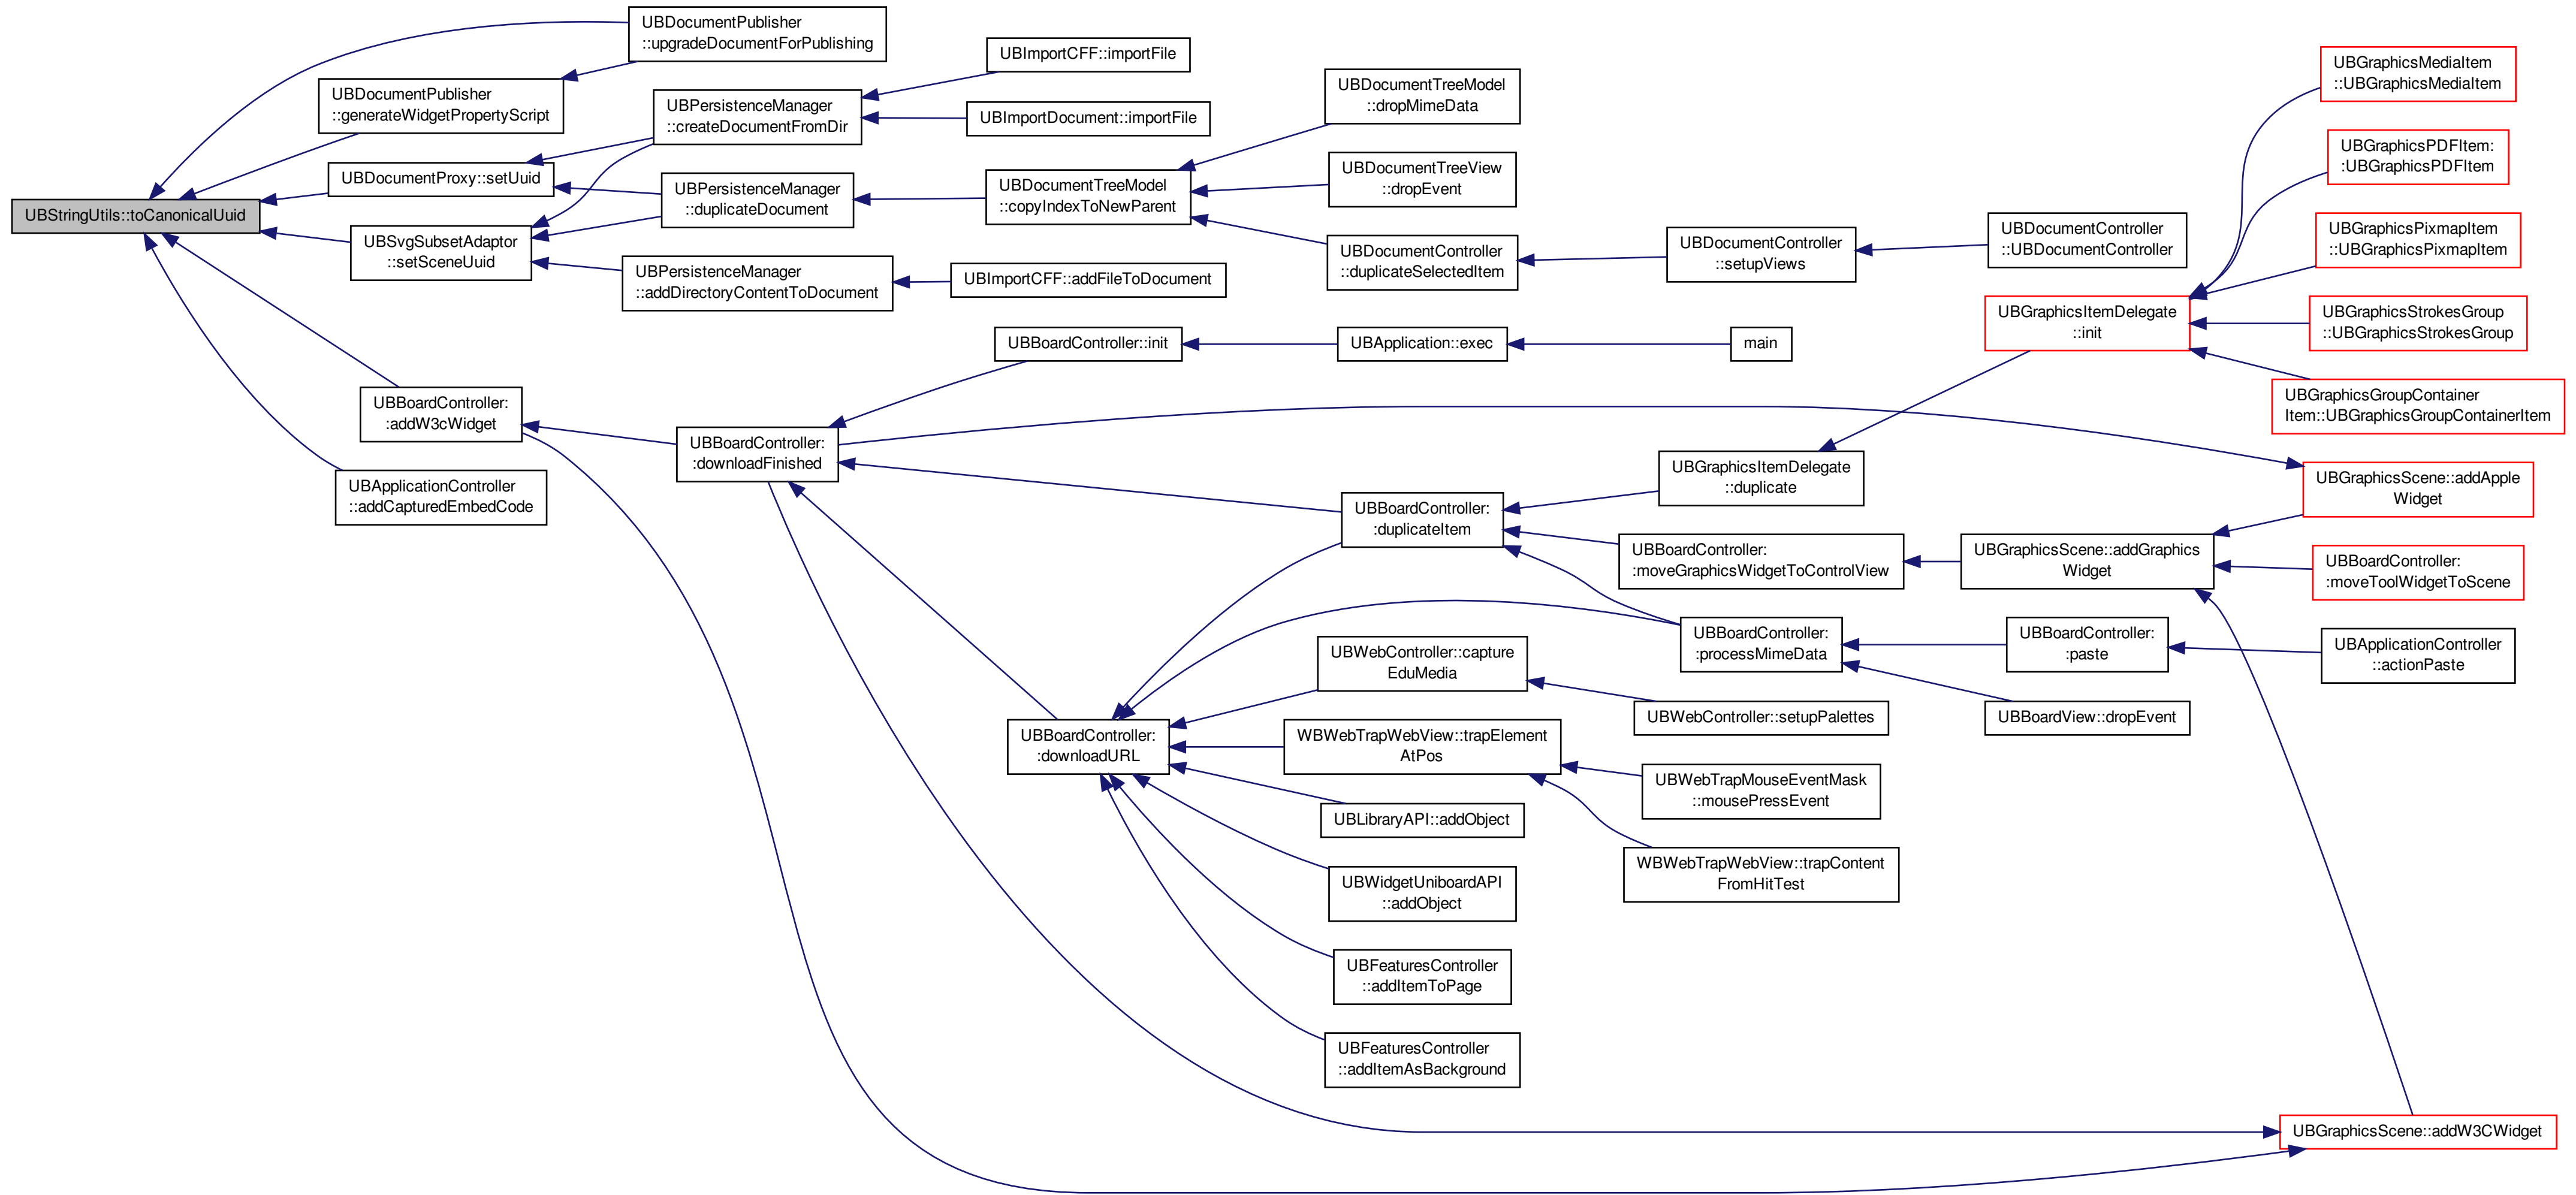 UBDocumentPublisher
::upgradeDocumentForPublishing
UBDocumentPublisher
::generateWidgetPropertyScript
UBDocumentProxy::setUuid
UBStringUtils::toCanonicalUuid
UBSvgSubsetAdaptor
::setSceneUuid
UBBoardController:
:addW3cWidget
UBApplicationController
::addCapturedEmbedCode
UBPersistenceManager
::createDocumentFromDir
UBPersistenceManager
::duplicateDocument
UBPersistenceManager
::addDirectoryContentToDocument
UBBoardController:
:downloadFinished
UBImportCFF::importFile
UBImportDocument::importFile
UBDocumentTreeModel
::copyIndexToNewParent
UBImportCFF::addFileToDocument
UBBoardController::init
UBBoardController:
:downloadURL
UBDocumentTreeModel
::dropMimeData
UBDocumentTreeView
::dropEvent
UBDocumentController
::duplicateSelectedItem
UBApplication::exec
UBBoardController:
:duplicateItem
UBWebController::capture
EduMedia
WBWebTrapWebView::trapElement
AtPos
UBLibraryAPI::addObject
UBWidgetUniboardAPI
::addObject
UBFeaturesController
::addItemToPage
UBFeaturesController
::addItemAsBackground
UBDocumentController
::setupViews
main
UBGraphicsItemDelegate
::duplicate
UBBoardController:
:moveGraphicsWidgetToControlView
UBBoardController:
:processMimeData
UBWebController::setupPalettes
UBWebTrapMouseEventMask
::mousePressEvent
WBWebTrapWebView::trapContent
FromHitTest
UBDocumentController
::UBDocumentController
UBGraphicsItemDelegate
::init
UBGraphicsScene::addGraphics
Widget
UBBoardController:
:paste
UBBoardView::dropEvent
UBGraphicsMediaItem
::UBGraphicsMediaItem
UBGraphicsPDFItem:
:UBGraphicsPDFItem
UBGraphicsPixmapItem
::UBGraphicsPixmapItem
UBGraphicsStrokesGroup
::UBGraphicsStrokesGroup
UBGraphicsGroupContainer
Item::UBGraphicsGroupContainerItem
UBGraphicsScene::addApple
Widget
UBBoardController:
:moveToolWidgetToScene
UBApplicationController
::actionPaste
UBGraphicsScene::addW3CWidget